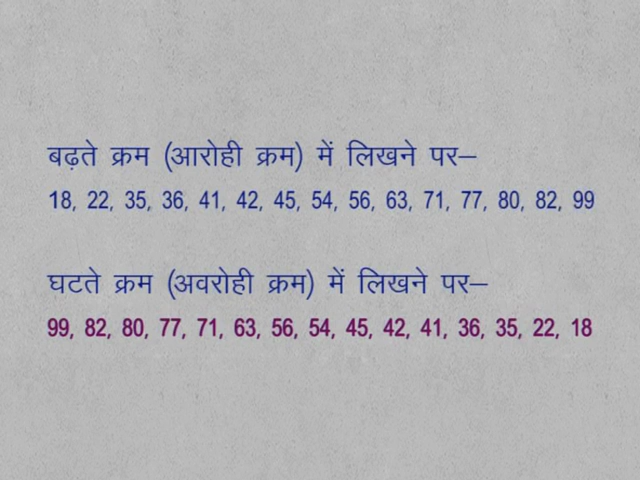 बढ़ते क्रम (आरोही क्रम) में लिखने पर–
18, 22, 35, 36, 41, 42, 45, 54, 56, 63, 71, 77, 80, 82, 99
घटते क्रम (अवरोही क्रम) में लिखने पर–
99, 82, 80, 77, 71, 63, 56, 54, 45, 42, 41, 36, 35, 22, 18